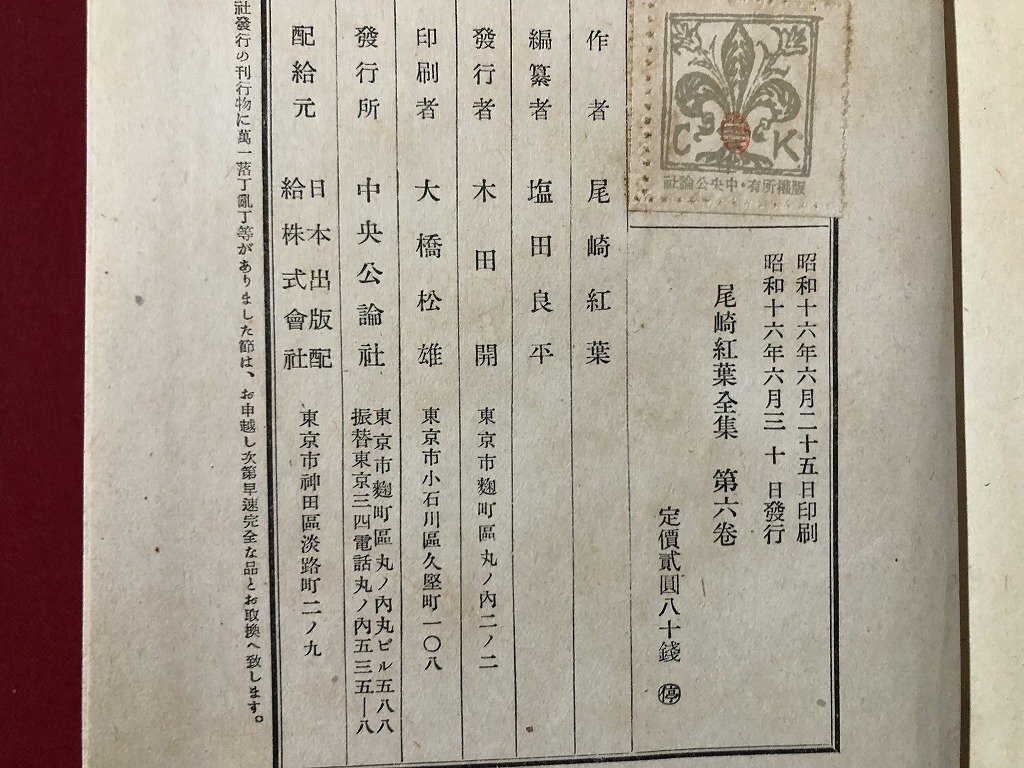 C K
版權所有・中央公論社
昭和十六年六月二十五日印刷
昭和十六年六月三十日發行
尾崎紅葉全集 第六卷
定價貳圓八十錢 ㊡
作者 尾崎紅葉
編纂者 塩田良平
發行者 木田開 東京市麴町區丸ノ内二ノ二
印刷者 大橋松雄 東京市小石川區久堅町一〇八
發行所 中央公論社 東京市麴町區丸ノ内丸ビル五八八
振替東京三四電話丸ノ内五三五―八
配給元 日本出版配給株式會社 東京市神田區淡路町二ノ九
社發行の刊行物に萬一落丁亂丁等がありました節は、お申越し次第早速完全な品とお取換へ致します。